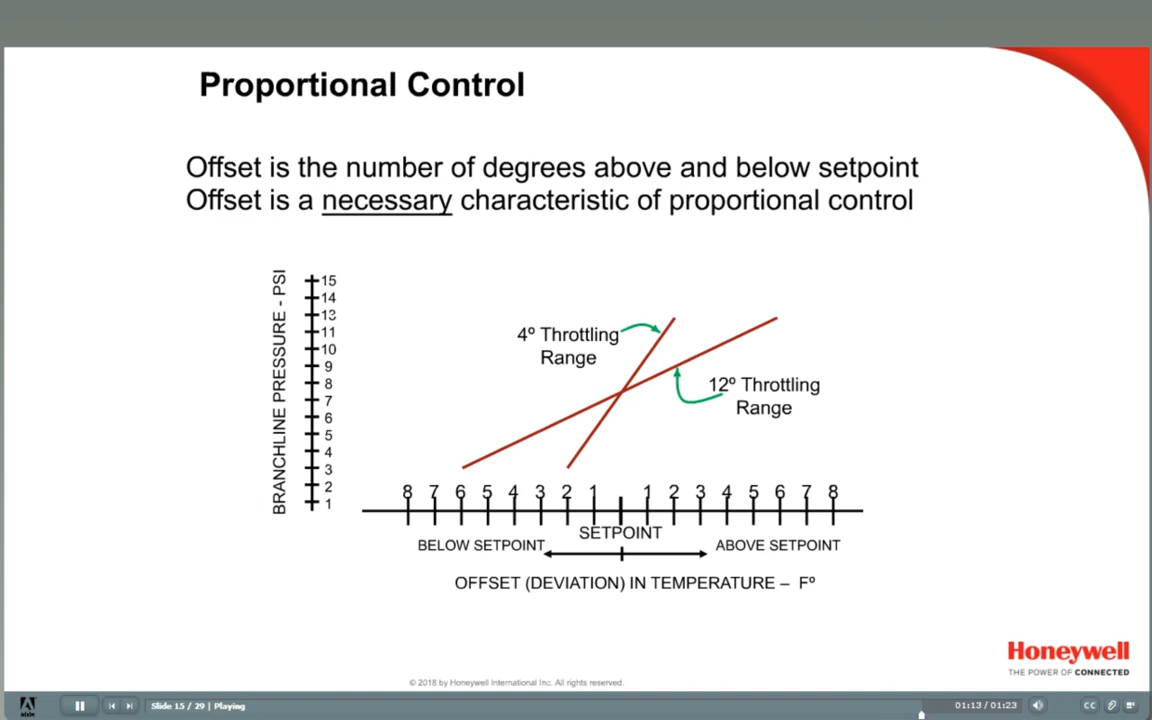 Proportional Control
Offset is the number of degrees above and below setpoint
Offset is a necessary characteristic of proportional control
BRANCHLINE PRESSURE - PSI
15
14
13
11
10
9
8
7
6
5
4
3
2
1
4º Throttling
Range
12º Throttling
Range
8 7 6 5 4 3 2 1 1 2 3 4 5 6 7 8
SETPOINT
BELOW SETPOINT
ABOVE SETPOINT
OFFSET (DEVIATION) IN TEMPERATURE – Fº
Honeywell
THE POWER OF CONNECTED
© 2018 by Honeywell International Inc. All rights reserved.
Adobe
Slide 15 / 29 | Playing
01:13 / 01:23
CC